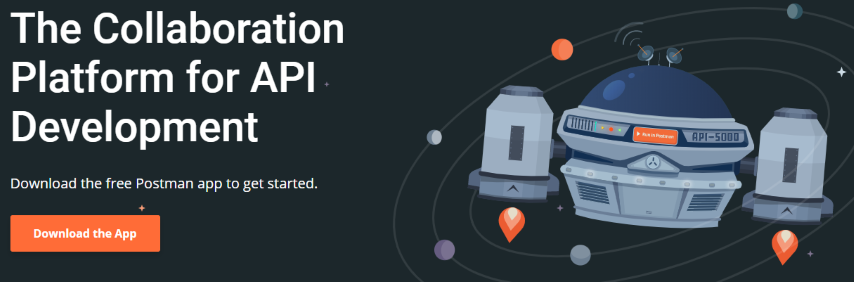 The Collaboration
Platform for API
Development
Download the free Postman app to get started.
Download the App
Run in Postman
API-5000